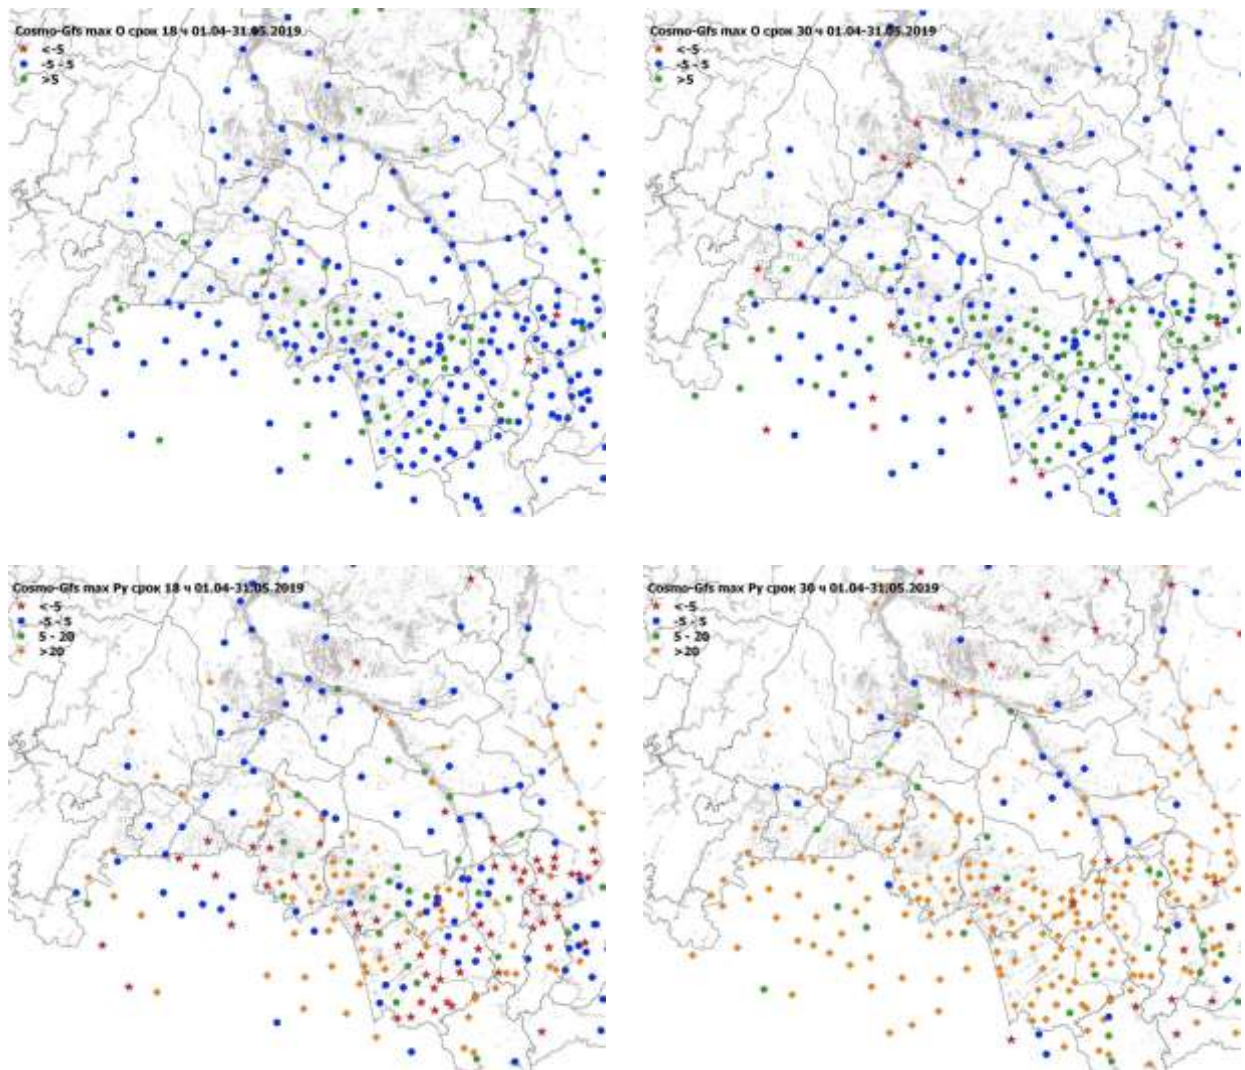 Cosmo-Gfs max O срок 18 ч 01.04-31.05.2019
<-5
-5 - 5
>5
Cosmo-Gfs max O срок 30 ч 01.04-31.05.2019
<-5
-5 - 5
>5
Cosmo-Gfs max Ру срок 18 ч 01.04-31.05.2019
<-5
-5 - 5
5 - 20
>20
Cosmo-Gfs max Ру срок 30 ч 01.04-31.05.2019
<-5
-5 - 5
5 - 20
>20